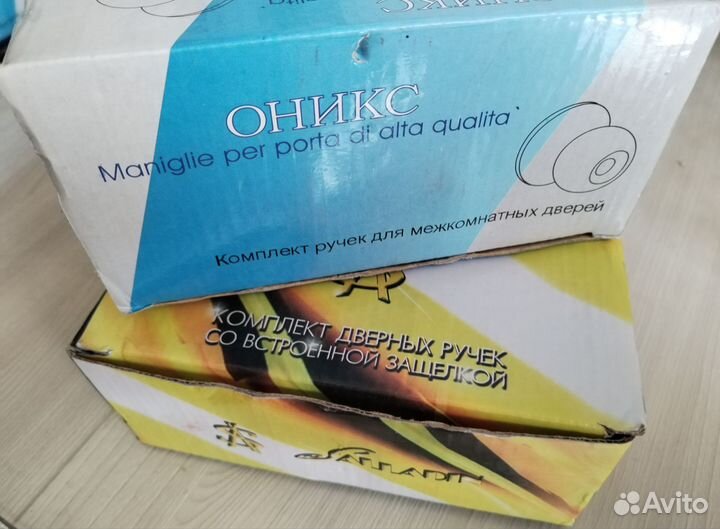 ОНИКС
Maniglie per porta di alta qualita`
Комплект ручек для межкомнатных дверей
КОМПЛЕКТ ДВЕРНЫХ РУЧЕК
СО ВСТРОЕННОЙ ЗАЩЕЛКОЙ
SALLADIN
Avito